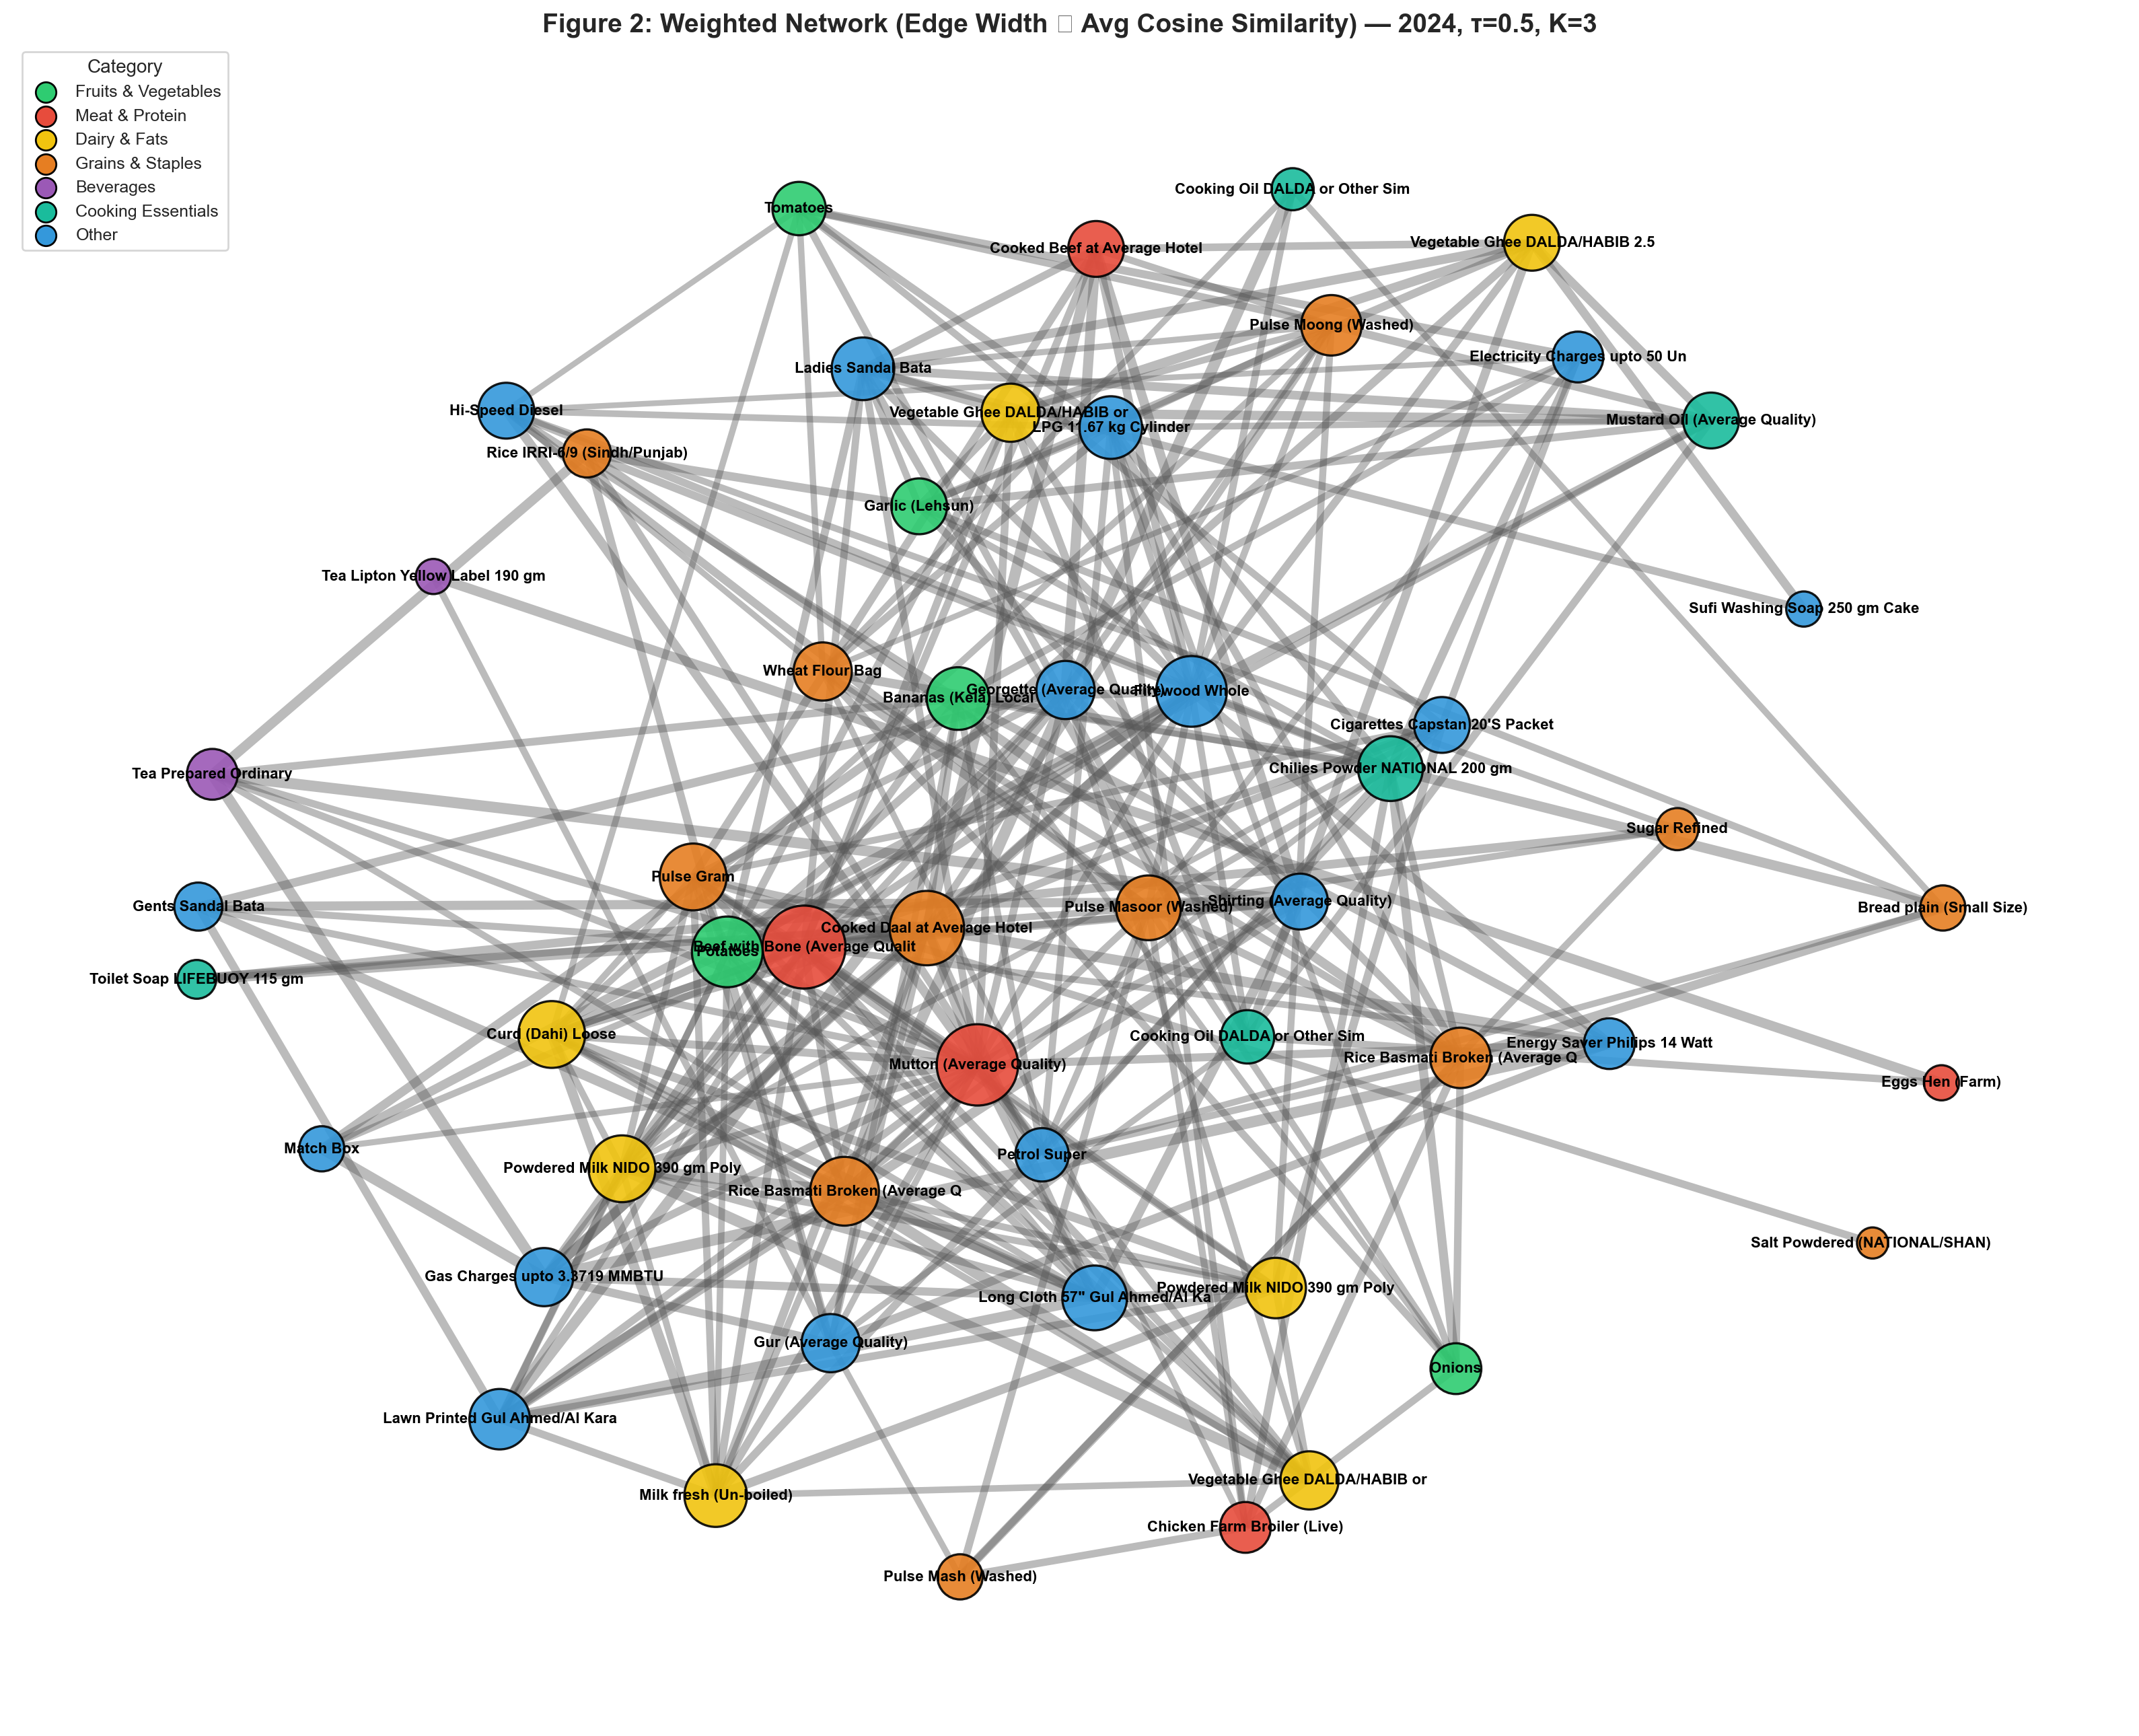 Figure 2: Weighted Network (Edge Width □ Avg Cosine Similarity) — 2024, τ=0.5, K=3
Category
Fruits & Vegetables
Meat & Protein
Dairy & Fats
Grains & Staples
Beverages
Cooking Essentials
Other
Cooking Oil DALDA or Other Sim
Tomatoes
Cooked Beef at Average Hotel
Vegetable Ghee DALDA/HABIB 2.5
Pulse Moong (Washed)
Electricity Charges upto 50 Un
Ladies Sandal Bata
Hi-Speed Diesel
Vegetable Ghee DALDA/HABIB or
Mustard Oil (Average Quality)
LPG 11.67 kg Cylinder
Rice IRRI-6/9 (Sindh/Punjab)
Garlic (Lehsun)
Tea Lipton Yellow Label 190 gm
Sufi Washing Soap 250 gm Cake
Wheat Flour Bag
Georgette (Average Quality)
Firewood Whole
Bananas (Kela) Local
Cigarettes Capstan 20'S Packet
Chilies Powder NATIONAL 200 gm
Tea Prepared Ordinary
Sugar Refined
Pulse Gram
Shirting (Average Quality)
Gents Sandal Bata
Pulse Masoor (Washed)
Bread plain (Small Size)
Cooked Daal at Average Hotel
Beef with Bone (Average Qualit
Potatoes
Toilet Soap LIFEBUOY 115 gm
Curd (Dahi) Loose
Cooking Oil DALDA or Other Sim
Energy Saver Philips 14 Watt
Rice Basmati Broken (Average Q
Mutton (Average Quality)
Eggs Hen (Farm)
Match Box
Petrol Super
Powdered Milk NIDO 390 gm Poly
Rice Basmati Broken (Average Q
Salt Powdered (NATIONAL/SHAN)
Gas Charges upto 3.3719 MMBTU
Powdered Milk NIDO 390 gm Poly
Long Cloth 57" Gul Ahmed/Al Ka
Gur (Average Quality)
Onions
Lawn Printed Gul Ahmed/Al Kara
Vegetable Ghee DALDA/HABIB or
Milk fresh (Un-boiled)
Chicken Farm Broiler (Live)
Pulse Mash (Washed)